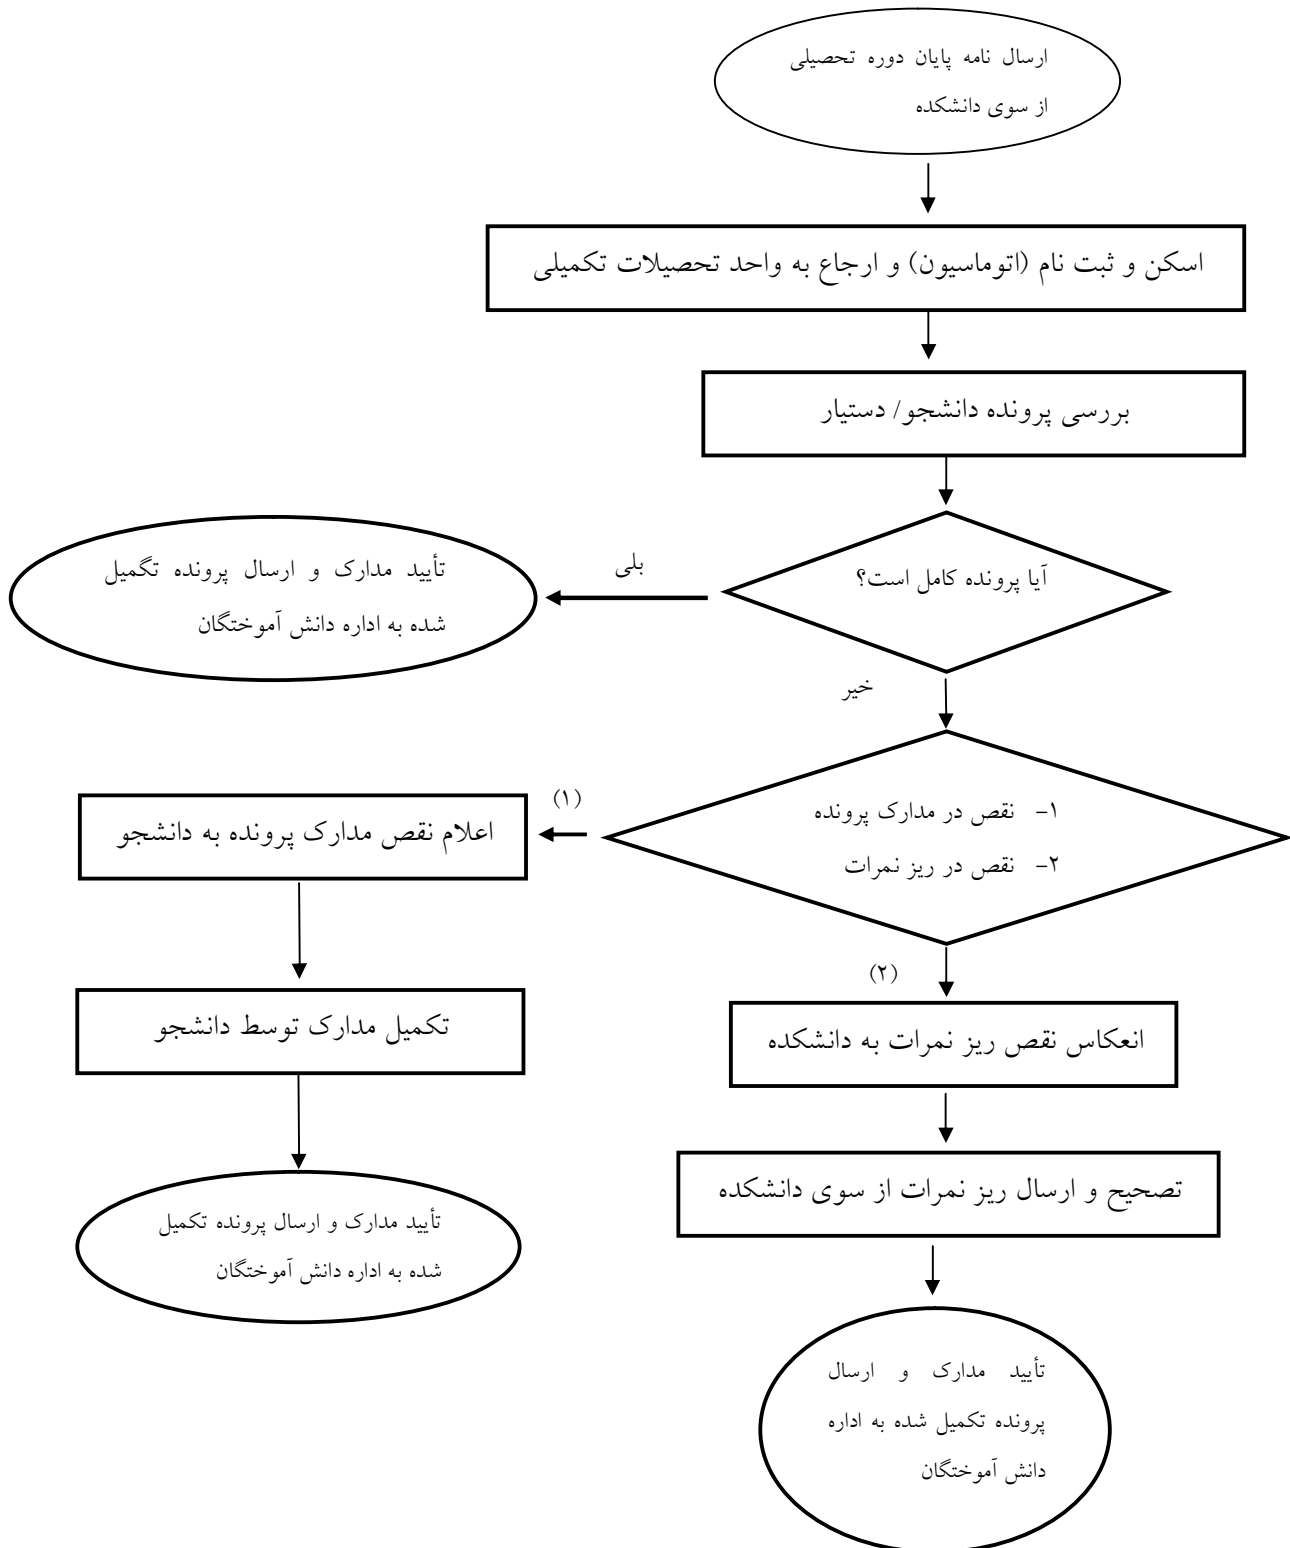 ارسال نامه پایان دوره تحصیلی
از سوی دانشکده
اسکن و ثبت نام (اتوماسیون) و ارجاع به واحد تحصیلات تکمیلی
بررسی پرونده دانشجو/ دستیار
آیا پرونده کامل است؟
بلی
تأیید مدارک و ارسال پرونده تگمیل
شده به اداره دانش آموختگان
خیر
۱- نقص در مدارک پرونده
۲- نقص در ریز نمرات
(۱)
اعلام نقص مدارک پرونده به دانشجو
تکمیل مدارک توسط دانشجو
تأیید مدارک و ارسال پرونده تکمیل
شده به اداره دانش آموختگان
(۲)
انعکاس نقص ریز نمرات به دانشکده
تصحیح و ارسال ریز نمرات از سوی دانشکده
تأیید مدارک و ارسال
پرونده تکمیل شده به اداره
دانش آموختگان